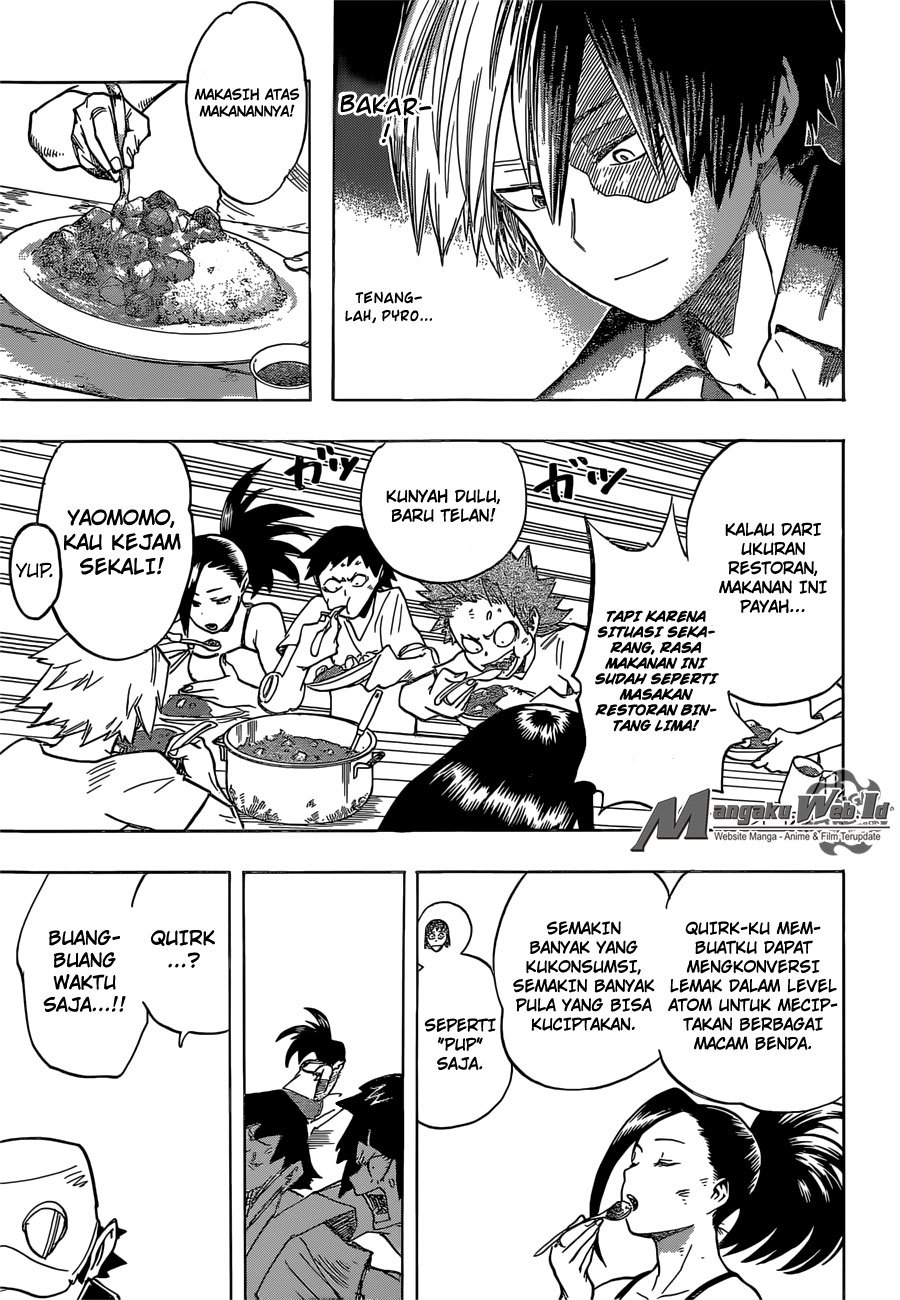 BAKAR-
!
TENANG-
LAH, PYRO...
MAKASIH ATAS
MAKANANNYA!
KALAU DARI
UKURAN
RESTORAN,
MAKANAN INI
PAYAH...
TAPI KARENA
SITUASI SEKA-
RANG, RASA
MAKANAN INI
SUDAH SEPERTI
MASAKAN
RESTORAN BIN-
TANG LIMA!
ガツ
KUNYAH DULU,
BARU TELAN!
ガツ
YAOMOMO,
KAU KEJAM
SEKALI!
YUP.
Mangaku.Web.Id
Website Manga - Anime & Film Terupdate
QUIRK-KU MEM-
BUATKU DAPAT
MENGKONVERSI
LEMAK DALAM LEVEL
ATOM UNTUK MECIP-
TAKAN BERBAGAI
MACAM BENDA.
SEMAKIN
BANYAK YANG
KUKONSUMSI,
SEMAKIN BANYAK
PULA YANG BISA
KUCIPTAKAN.
SEPERTI
"PUP"
SAJA.
QUIRK
...?
BUANG-
BUANG
WAKTU
SAJA...!!